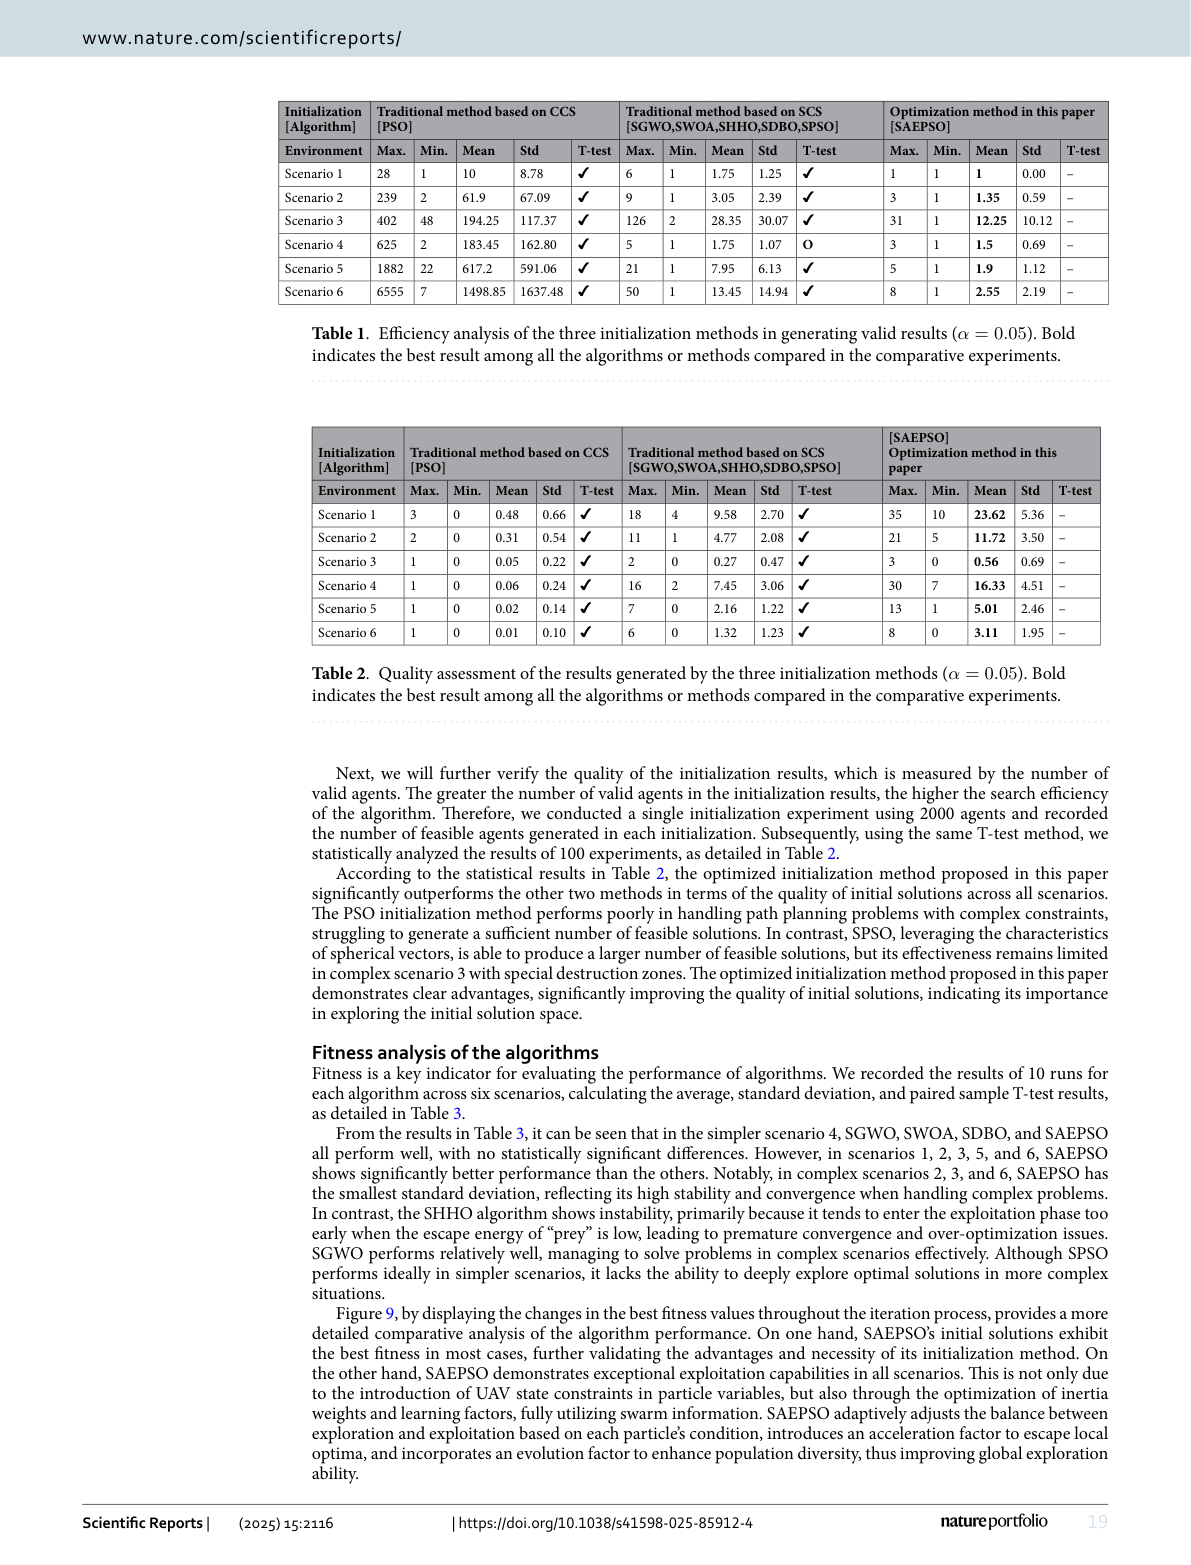 www.nature.com/scientificreports/
Initialization [Algorithm] | Traditional method based on CCS [PSO] | Traditional method based on SCS [SGWO,SWOA,SHHO,SDBO,SPSO] | Optimization method in this paper [SAEPSO]
Environment | Max. | Min. | Mean | Std | T-test | Max. | Min. | Mean | Std | T-test | Max. | Min. | Mean | Std | T-test
Scenario 1 | 28 | 1 | 10 | 8.78 | ✓ | 6 | 1 | 1.75 | 1.25 | ✓ | 1 | 1 | 1 | 0.00 | –
Scenario 2 | 239 | 2 | 61.9 | 67.09 | ✓ | 9 | 1 | 3.05 | 2.39 | ✓ | 3 | 1 | 1.35 | 0.59 | –
Scenario 3 | 402 | 48 | 194.25 | 117.37 | ✓ | 126 | 2 | 28.35 | 30.07 | ✓ | 31 | 1 | 12.25 | 10.12 | –
Scenario 4 | 625 | 2 | 183.45 | 162.80 | ✓ | 5 | 1 | 1.75 | 1.07 | O | 3 | 1 | 1.5 | 0.69 | –
Scenario 5 | 1882 | 22 | 617.2 | 591.06 | ✓ | 21 | 1 | 7.95 | 6.13 | ✓ | 5 | 1 | 1.9 | 1.12 | –
Scenario 6 | 6555 | 7 | 1498.85 | 1637.48 | ✓ | 50 | 1 | 13.45 | 14.94 | ✓ | 8 | 1 | 2.55 | 2.19 | –
Table 1. Efficiency analysis of the three initialization methods in generating valid results (α = 0.05). Bold
indicates the best result among all the algorithms or methods compared in the comparative experiments.
Initialization [Algorithm] | Traditional method based on CCS [PSO] | Traditional method based on SCS [SGWO,SWOA,SHHO,SDBO,SPSO] | [SAEPSO] Optimization method in this paper
Environment | Max. | Min. | Mean | Std | T-test | Max. | Min. | Mean | Std | T-test | Max. | Min. | Mean | Std | T-test
Scenario 1 | 3 | 0 | 0.48 | 0.66 | ✓ | 18 | 4 | 9.58 | 2.70 | ✓ | 35 | 10 | 23.62 | 5.36 | –
Scenario 2 | 2 | 0 | 0.31 | 0.54 | ✓ | 11 | 1 | 4.77 | 2.08 | ✓ | 21 | 5 | 11.72 | 3.50 | –
Scenario 3 | 1 | 0 | 0.05 | 0.22 | ✓ | 2 | 0 | 0.27 | 0.47 | ✓ | 3 | 0 | 0.56 | 0.69 | –
Scenario 4 | 1 | 0 | 0.06 | 0.24 | ✓ | 16 | 2 | 7.45 | 3.06 | ✓ | 30 | 7 | 16.33 | 4.51 | –
Scenario 5 | 1 | 0 | 0.02 | 0.14 | ✓ | 7 | 0 | 2.16 | 1.22 | ✓ | 13 | 1 | 5.01 | 2.46 | –
Scenario 6 | 1 | 0 | 0.01 | 0.10 | ✓ | 6 | 0 | 1.32 | 1.23 | ✓ | 8 | 0 | 3.11 | 1.95 | –
Table 2. Quality assessment of the results generated by the three initialization methods (α = 0.05). Bold
indicates the best result among all the algorithms or methods compared in the comparative experiments.
Next, we will further verify the quality of the initialization results, which is measured by the number of
valid agents. The greater the number of valid agents in the initialization results, the higher the search efficiency
of the algorithm. Therefore, we conducted a single initialization experiment using 2000 agents and recorded
the number of feasible agents generated in each initialization. Subsequently, using the same T-test method, we
statistically analyzed the results of 100 experiments, as detailed in Table 2.
According to the statistical results in Table 2, the optimized initialization method proposed in this paper
significantly outperforms the other two methods in terms of the quality of initial solutions across all scenarios.
The PSO initialization method performs poorly in handling path planning problems with complex constraints,
struggling to generate a sufficient number of feasible solutions. In contrast, SPSO, leveraging the characteristics
of spherical vectors, is able to produce a larger number of feasible solutions, but its effectiveness remains limited
in complex scenario 3 with special destruction zones. The optimized initialization method proposed in this paper
demonstrates clear advantages, significantly improving the quality of initial solutions, indicating its importance
in exploring the initial solution space.
Fitness analysis of the algorithms
Fitness is a key indicator for evaluating the performance of algorithms. We recorded the results of 10 runs for
each algorithm across six scenarios, calculating the average, standard deviation, and paired sample T-test results,
as detailed in Table 3.
From the results in Table 3, it can be seen that in the simpler scenario 4, SGWO, SWOA, SDBO, and SAEPSO
all perform well, with no statistically significant differences. However, in scenarios 1, 2, 3, 5, and 6, SAEPSO
shows significantly better performance than the others. Notably, in complex scenarios 2, 3, and 6, SAEPSO has
the smallest standard deviation, reflecting its high stability and convergence when handling complex problems.
In contrast, the SHHO algorithm shows instability, primarily because it tends to enter the exploitation phase too
early when the escape energy of “prey” is low, leading to premature convergence and over-optimization issues.
SGWO performs relatively well, managing to solve problems in complex scenarios effectively. Although SPSO
performs ideally in simpler scenarios, it lacks the ability to deeply explore optimal solutions in more complex
situations.
Figure 9, by displaying the changes in the best fitness values throughout the iteration process, provides a more
detailed comparative analysis of the algorithm performance. On one hand, SAEPSO’s initial solutions exhibit
the best fitness in most cases, further validating the advantages and necessity of its initialization method. On
the other hand, SAEPSO demonstrates exceptional exploitation capabilities in all scenarios. This is not only due
to the introduction of UAV state constraints in particle variables, but also through the optimization of inertia
weights and learning factors, fully utilizing swarm information. SAEPSO adaptively adjusts the balance between
exploration and exploitation based on each particle’s condition, introduces an acceleration factor to escape local
optima, and incorporates an evolution factor to enhance population diversity, thus improving global exploration
ability.
Scientific Reports | (2025) 15:2116 | https://doi.org/10.1038/s41598-025-85912-4 nature portfolio 19